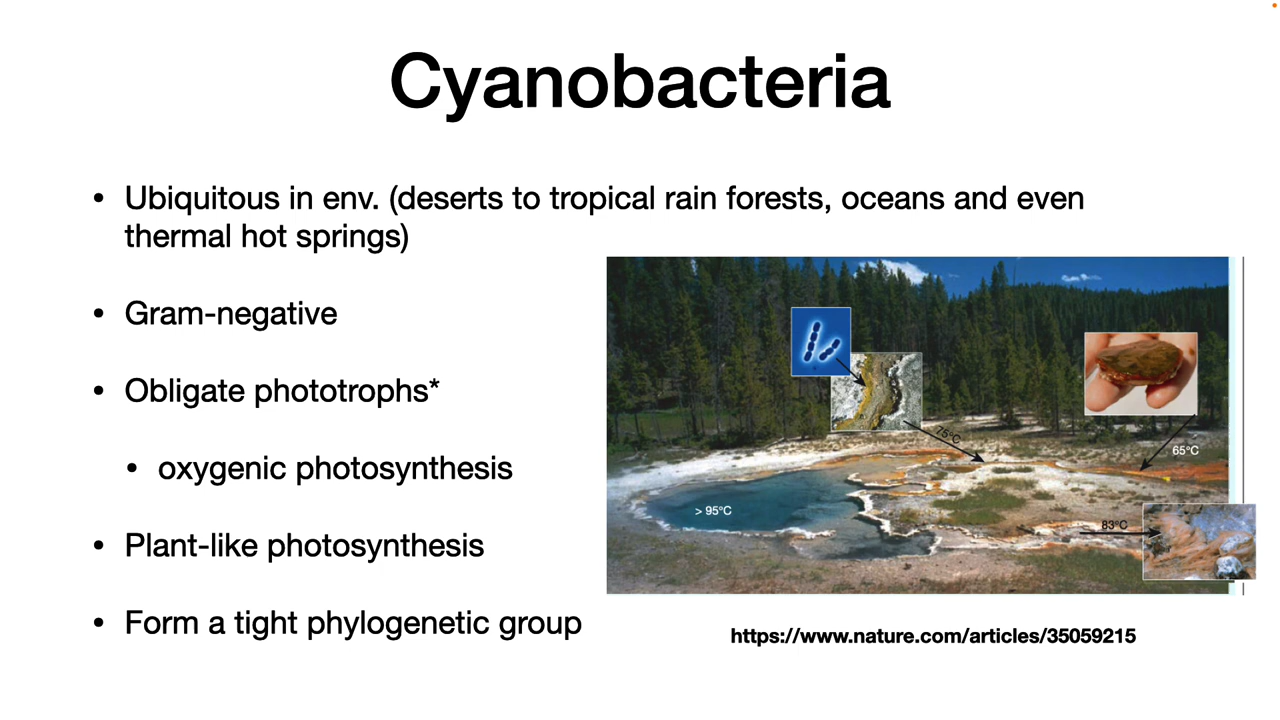 Cyanobacteria
• Ubiquitous in env. (deserts to tropical rain forests, oceans and even
thermal hot springs)
• Gram-negative
• Obligate phototrophs*
• oxygenic photosynthesis
• Plant-like photosynthesis
• Form a tight phylogenetic group
75°C
65°C
> 95°C
83°C
https://www.nature.com/articles/35059215